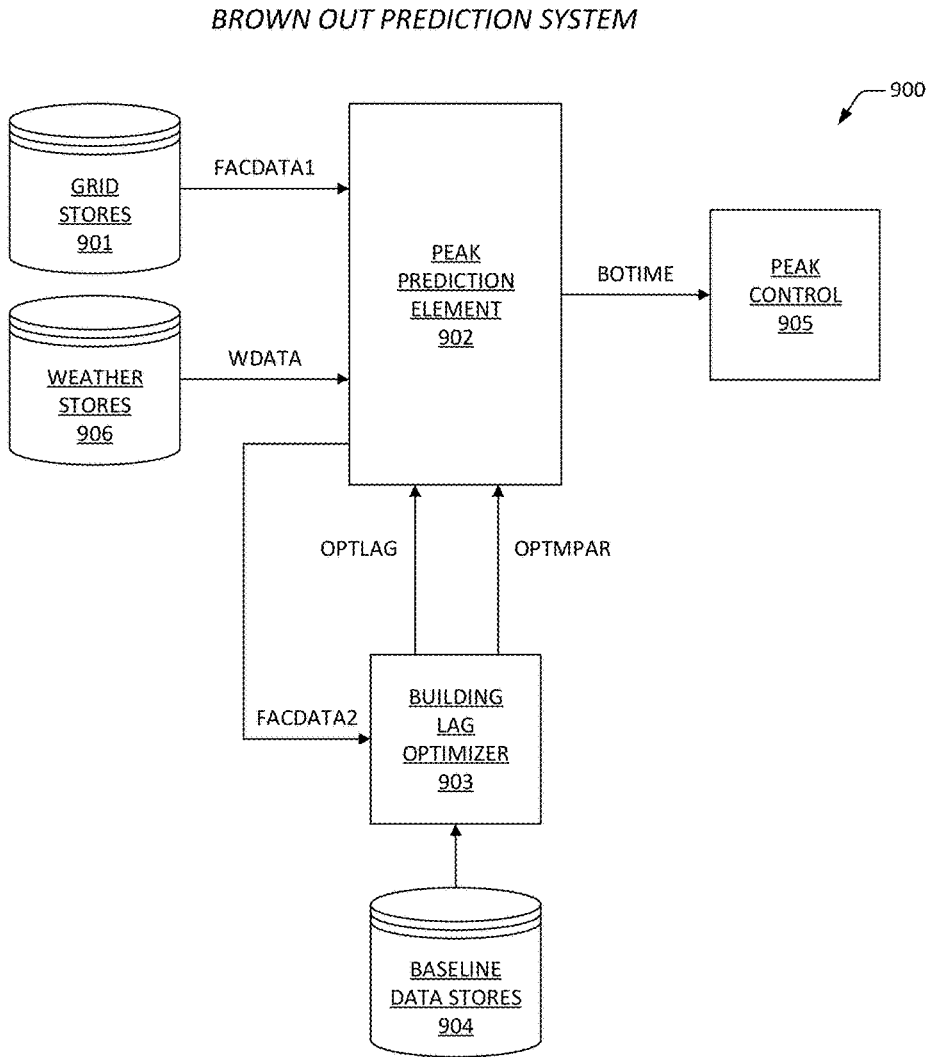 BROWN OUT PREDICTION SYSTEM
900
GRID
STORES
901
FACDATA1
PEAK
PREDICTION
ELEMENT
902
BOTIME
PEAK
CONTROL
905
WEATHER
STORES
906
WDATA
OPTLAG
OPTMPAR
FACDATA2
BUILDING
LAG
OPTIMIZER
903
BASELINE
DATA STORES
904